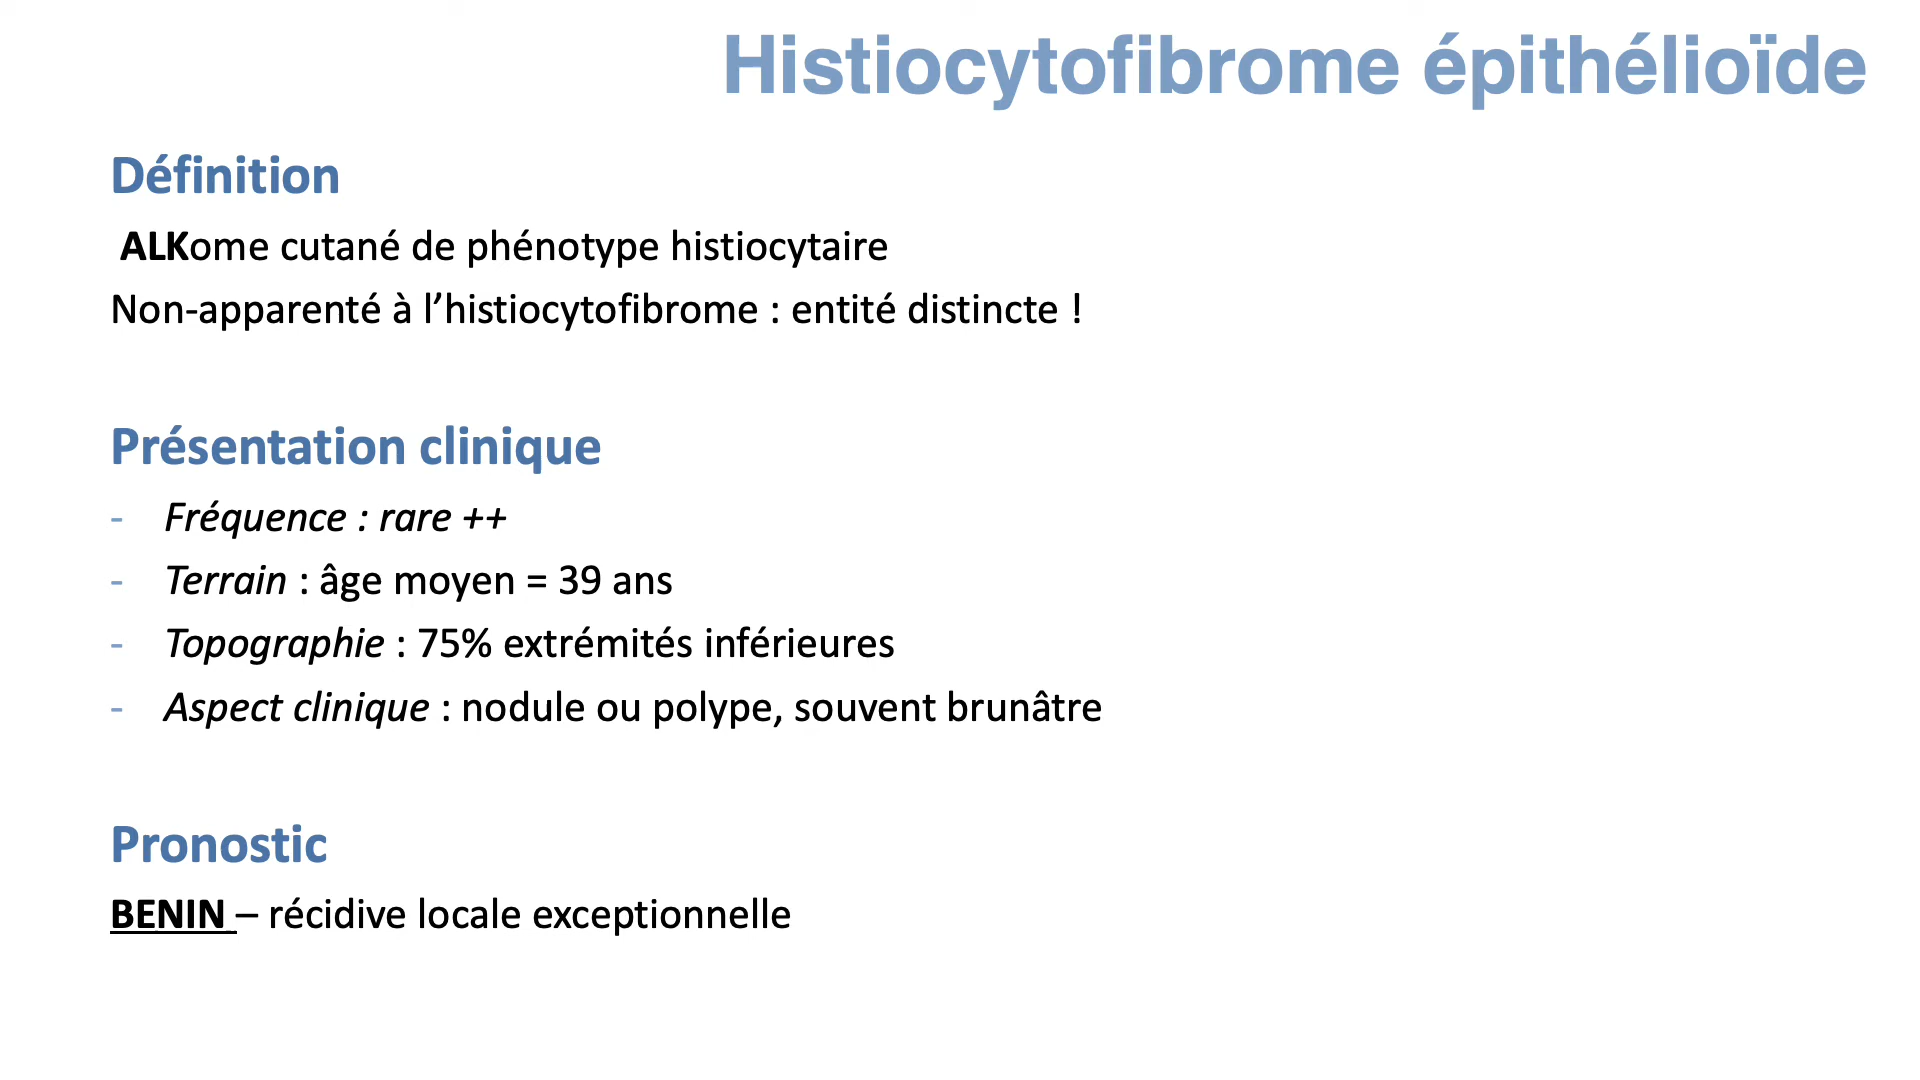 Histiocytofibrome épithélioïde
Définition
ALKome cutané de phénotype histiocytaire
Non-apparenté à l’histiocytofibrome : entité distincte !
Présentation clinique
- Fréquence : rare ++
- Terrain : âge moyen = 39 ans
- Topographie : 75% extrémités inférieures
- Aspect clinique : nodule ou polype, souvent brunâtre
Pronostic
BENIN – récidive locale exceptionnelle